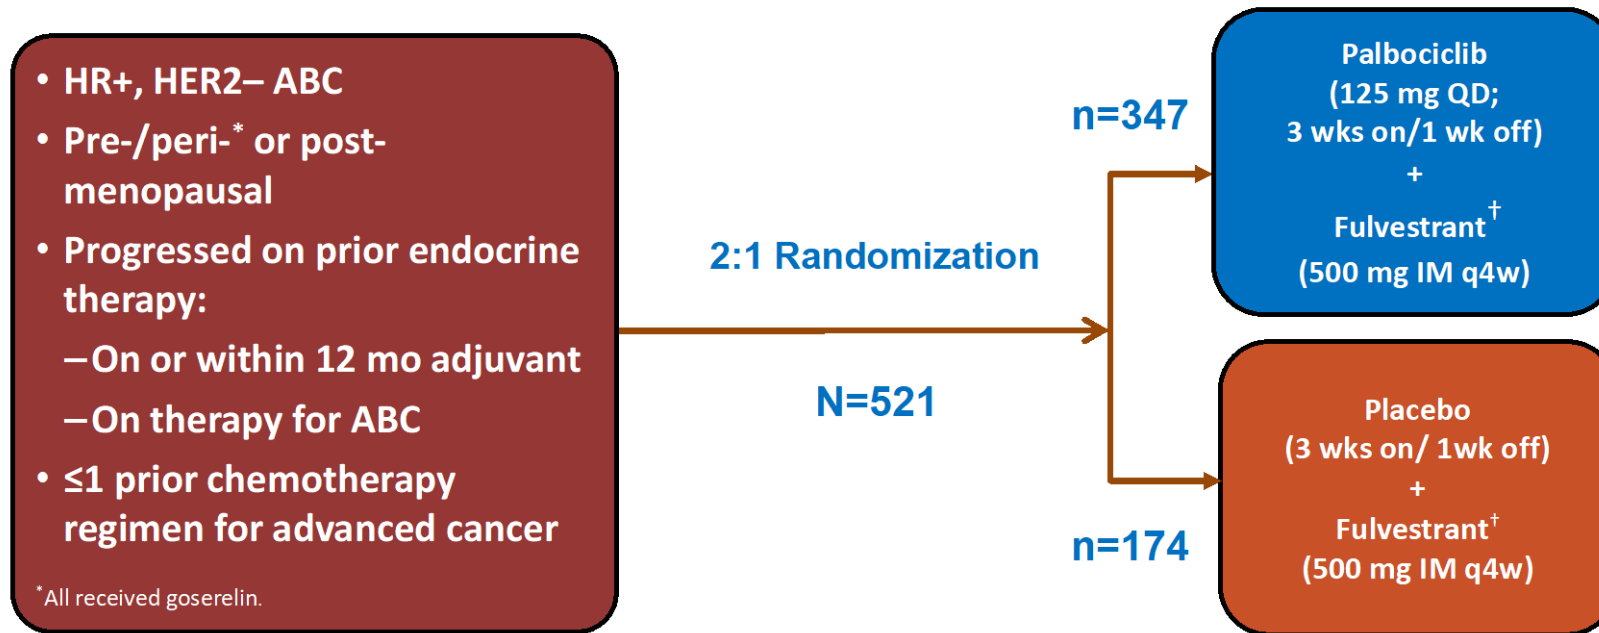 • HR+, HER2– ABC
• Pre-/peri-* or post-
menopausal
• Progressed on prior endocrine
therapy:
–On or within 12 mo adjuvant
–On therapy for ABC
• ≤1 prior chemotherapy
regimen for advanced cancer
*All received goserelin.
2:1 Randomization
N=521
n=347
Palbociclib
(125 mg QD;
3 wks on/1 wk off)
+
Fulvestrant†
(500 mg IM q4w)
n=174
Placebo
(3 wks on/ 1wk off)
+
Fulvestrant†
(500 mg IM q4w)